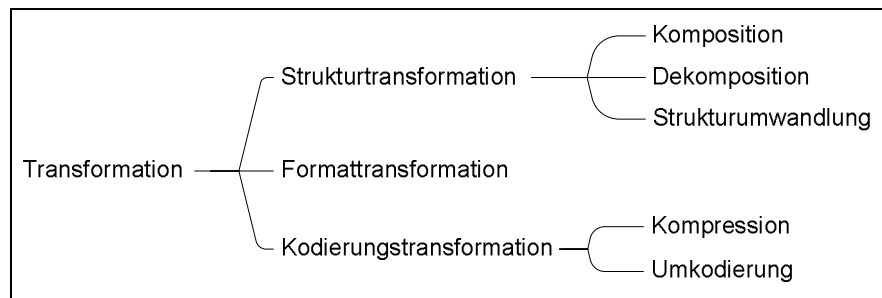 Komposition
Strukturtransformation
Dekomposition
Strukturumwandlung
Transformation
Formattransformation
Kompression
Kodierungstransformation
Umkodierung